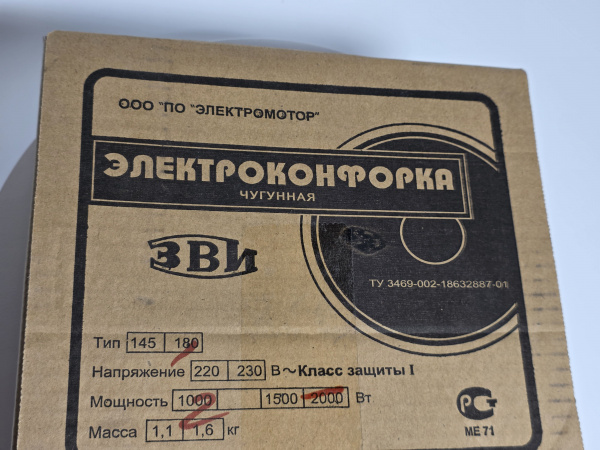 ООО "ПО "ЭЛЕКТРОМОТОР"
ЭЛЕКТРОКОНФОРКА
ЧУГУННАЯ
ЗВИ
ТУ 3469-002-18632887-01
Тип 145 180
Напряжение 220 230 В~Класс защиты I
Мощность 1000 1500 2000 Вт
Масса 1,1 1,6 кг
РСТ
МЕ 71